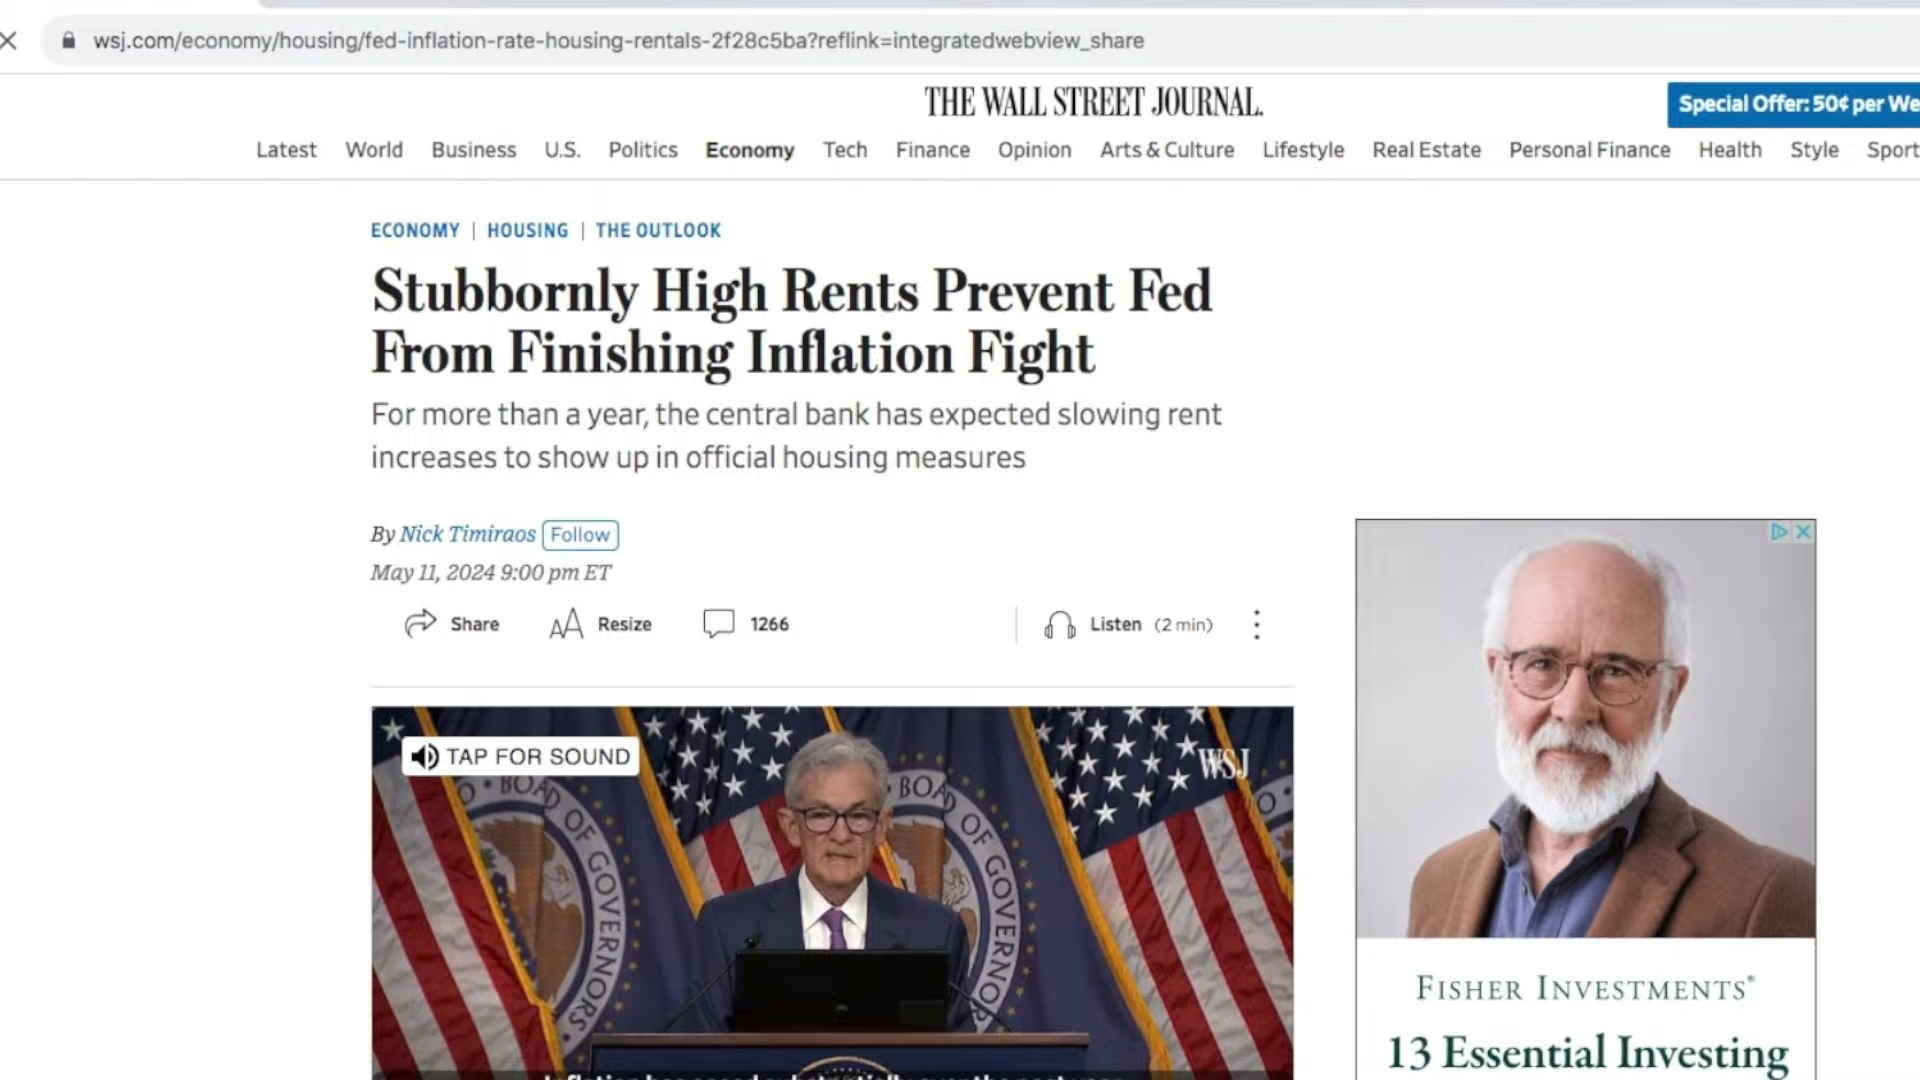 wsj.com/economy/housing/fed-inflation-rate-housing-rentals-2f28c5ba?reflink=integratedwebview_share
THE WALL STREET JOURNAL.
Special Offer: 50¢ per We
Latest World Business U.S. Politics Economy Tech Finance Opinion Arts & Culture Lifestyle Real Estate Personal Finance Health Style Sport
ECONOMY | HOUSING | THE OUTLOOK
Stubbornly High Rents Prevent Fed
From Finishing Inflation Fight
For more than a year, the central bank has expected slowing rent
increases to show up in official housing measures
By Nick Timiraos Follow
May 11, 2024 9:00 pm ET
Share Resize 1266 Listen (2 min)
TAP FOR SOUND
WSJ
BOAD OF GOVERNORS
BOAD OF GOVERNOR
FISHER INVESTMENTS®
13 Essential Investing